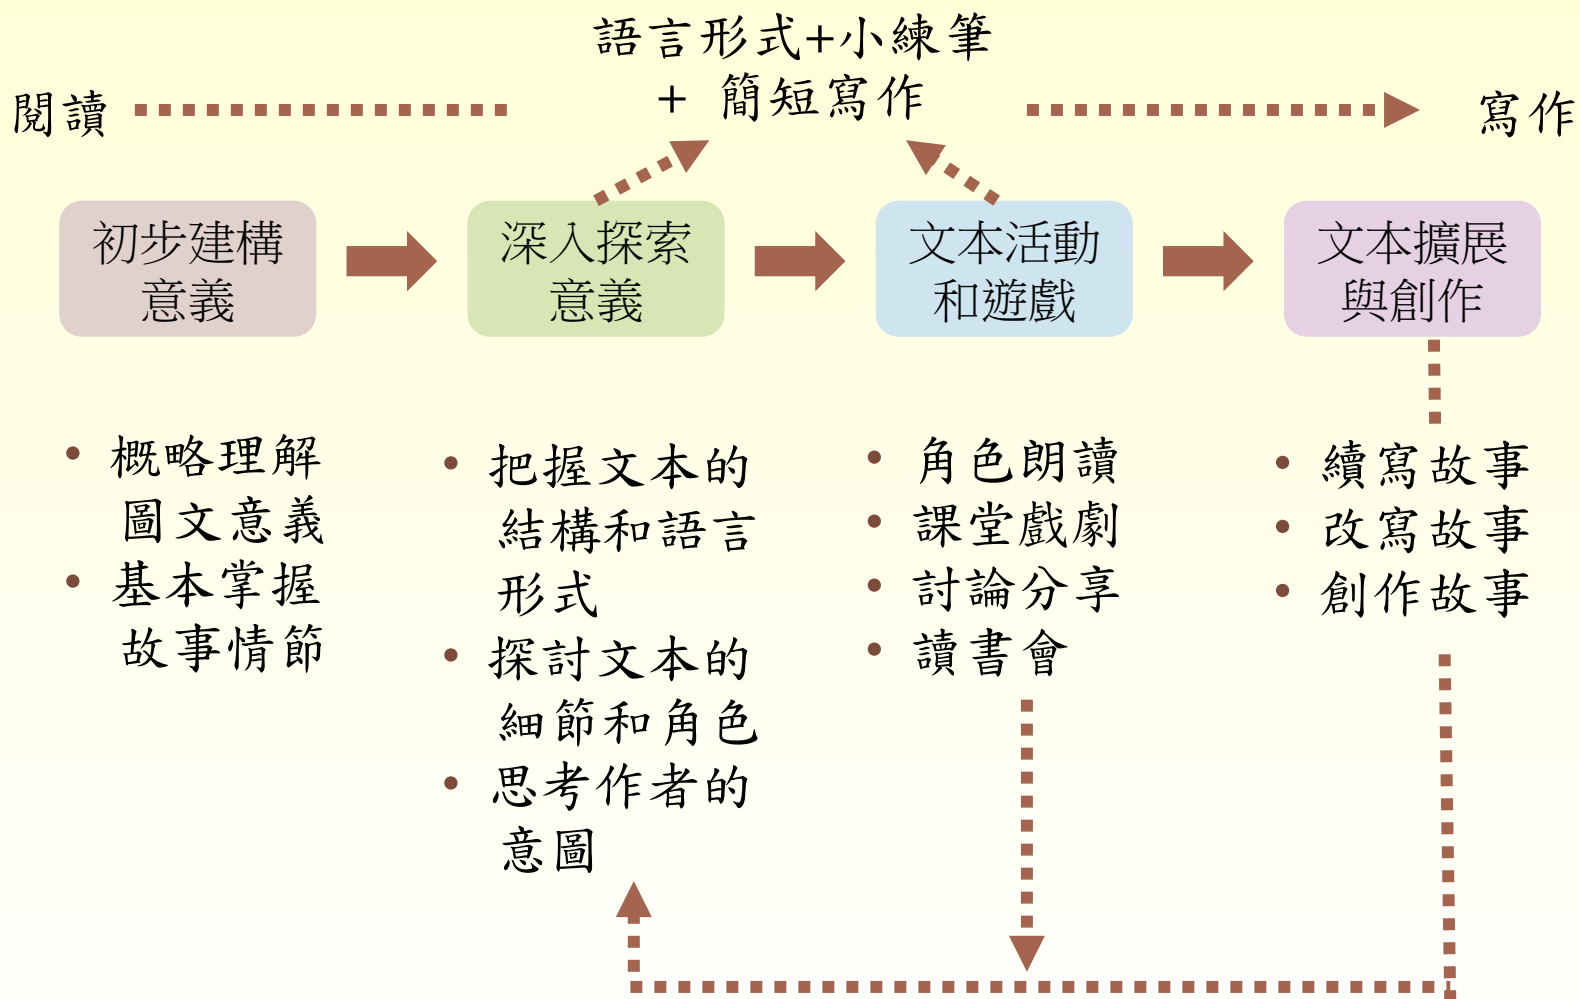 語言形式+小練筆
+ 簡短寫作
閱讀
寫作
初步建構
意義
深入探索
意義
文本活動
和遊戲
文本擴展
與創作
• 概略理解
圖文意義
• 基本掌握
故事情節
• 把握文本的
結構和語言
形式
• 探討文本的
細節和角色
• 思考作者的
意圖
• 角色朗讀
• 課堂戲劇
• 討論分享
• 讀書會
• 續寫故事
• 改寫故事
• 創作故事